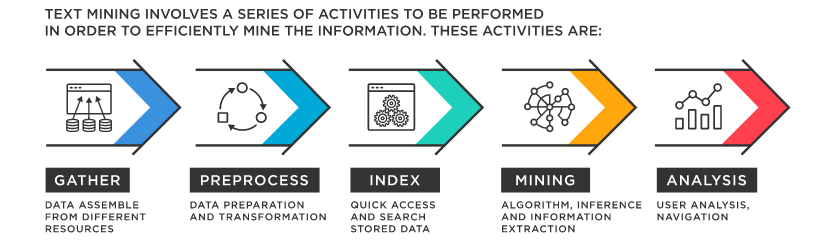 TEXT MINING INVOLVES A SERIES OF ACTIVITIES TO BE PERFORMED
IN ORDER TO EFFICIENTLY MINE THE INFORMATION. THESE ACTIVITIES ARE:
GATHER
DATA ASSEMBLE
FROM DIFFERENT
RESOURCES
PREPROCESS
DATA PREPARATION
AND TRANSFORMATION
INDEX
QUICK ACCESS
AND SEARCH
STORED DATA
MINING
ALGORITHM, INFERENCE
AND INFORMATION
EXTRACTION
ANALYSIS
USER ANALYSIS,
NAVIGATION